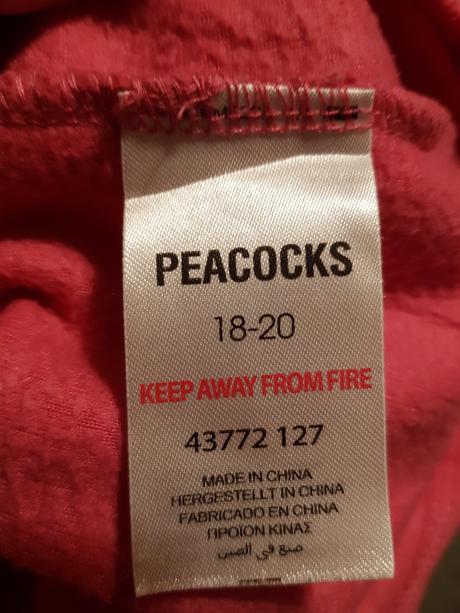 PEACOCKS
18-20
KEEP AWAY FROM FIRE
43772 127
MADE IN CHINA
HERGESTELLT IN CHINA
FABRICADO EN CHINA
ΠΡΟΪΟΝ ΚΙΝΑΣ
صنع في الصين